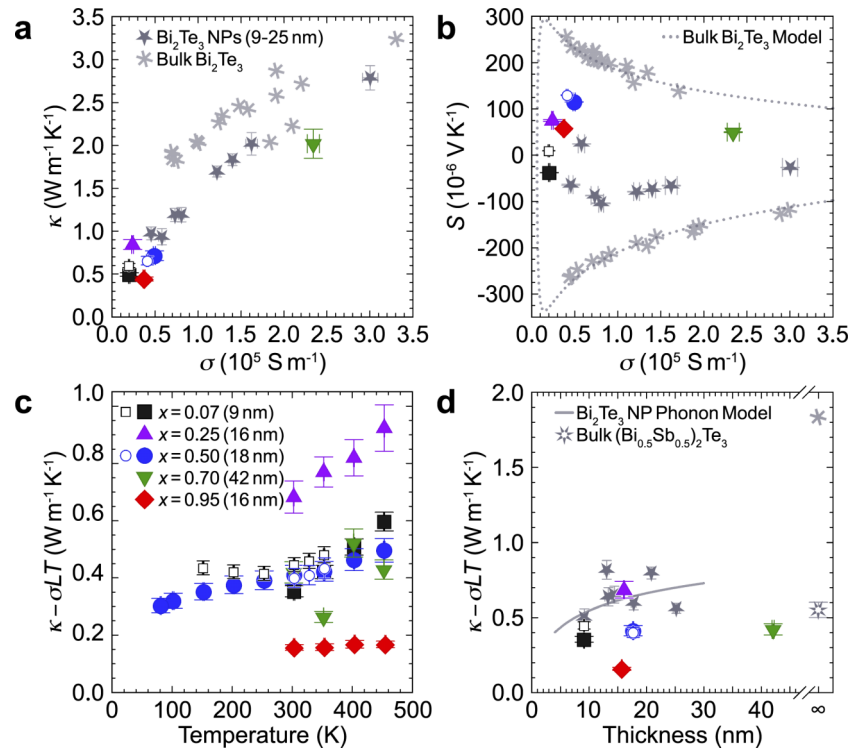 a
Bi₂Te₃ NPs (9-25 nm)
Bulk Bi₂Te₃
κ (W m⁻¹ K⁻¹)
3.5
3.0
2.5
2.0
1.5
1.0
0.5
0.0
0.0 0.5 1.0 1.5 2.0 2.5 3.0 3.5
σ (10⁵ S m⁻¹)
b
Bulk Bi₂Te₃ Model
S (10⁻⁶ V K⁻¹)
300
200
100
0
-100
-200
-300
0.0 0.5 1.0 1.5 2.0 2.5 3.0 3.5
σ (10⁵ S m⁻¹)
c
x = 0.07 (9 nm)
x = 0.25 (16 nm)
x = 0.50 (18 nm)
x = 0.70 (42 nm)
x = 0.95 (16 nm)
κ − σLT (W m⁻¹ K⁻¹)
1.0
0.8
0.6
0.4
0.2
0.0
0 100 200 300 400 500
Temperature (K)
d
Bi₂Te₃ NP Phonon Model
Bulk (Bi₀.₅Sb₀.₅)₂Te₃
κ − σLT (W m⁻¹ K⁻¹)
2.0
1.5
1.0
0.5
0.0
0 10 20 30 40 ∞
Thickness (nm)